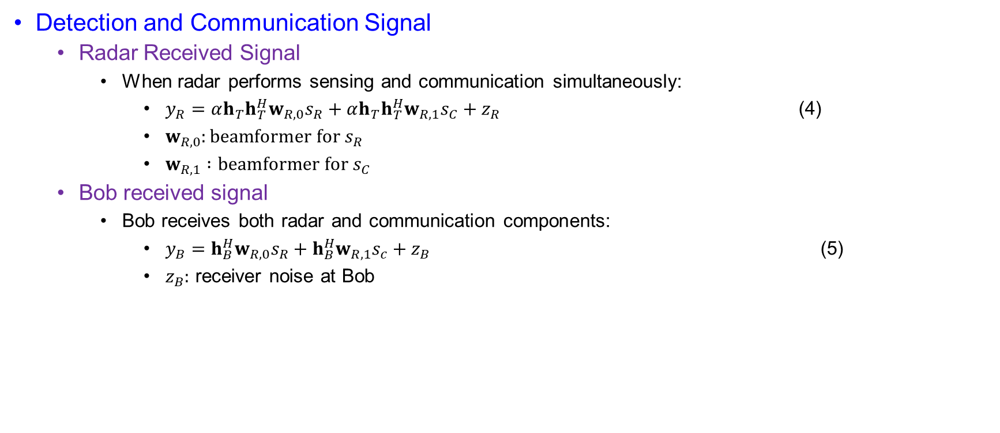 • Detection and Communication Signal
• Radar Received Signal
• When radar performs sensing and communication simultaneously:
• $y_R = \alpha \mathbf{h}_T \mathbf{h}_T^H \mathbf{w}_{R,0} s_R + \alpha \mathbf{h}_T \mathbf{h}_T^H \mathbf{w}_{R,1} s_C + z_R$ (4)
• $\mathbf{w}_{R,0}$: beamformer for $s_R$
• $\mathbf{w}_{R,1}$ : beamformer for $s_C$
• Bob received signal
• Bob receives both radar and communication components:
• $y_B = \mathbf{h}_B^H \mathbf{w}_{R,0} s_R + \mathbf{h}_B^H \mathbf{w}_{R,1} s_c + z_B$ (5)
• $z_B$: receiver noise at Bob